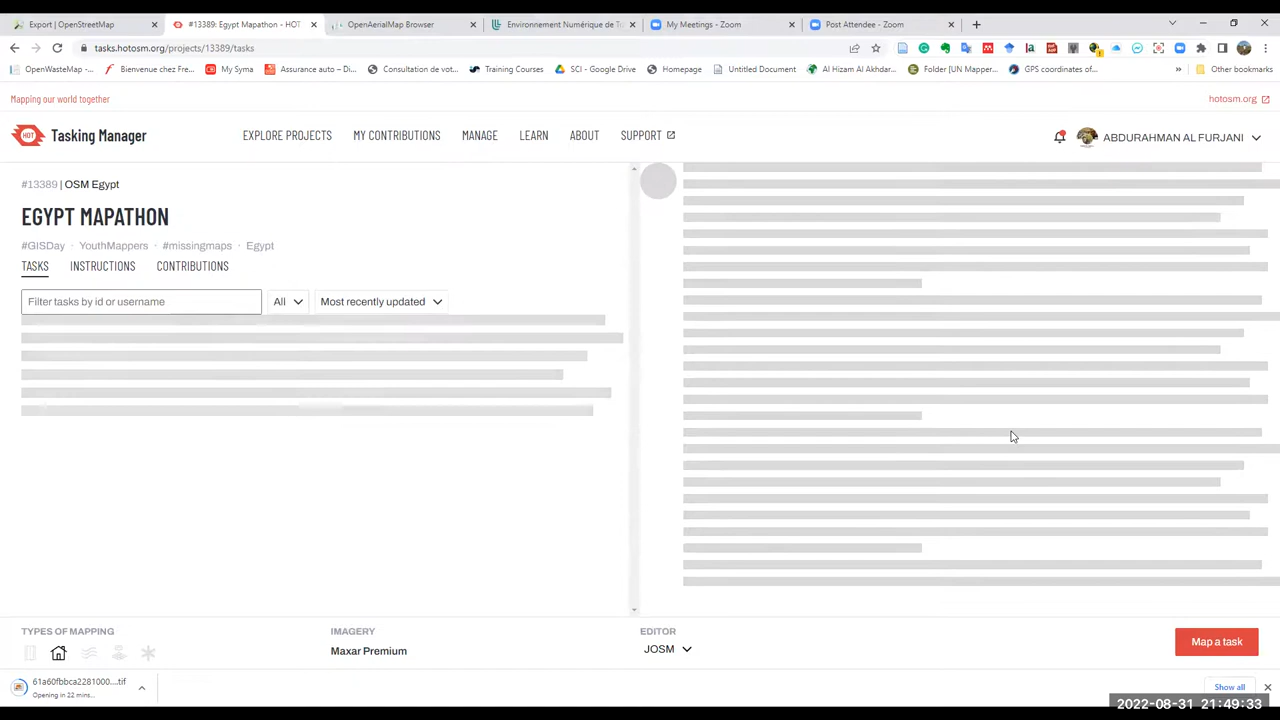 Export | OpenStreetMap
#13389: Egypt Mapathon - HOT
OpenAerialMap Browser
Environnement Numérique de Tr
My Meetings - Zoom
Post Attendee - Zoom
tasks.hotosm.org/projects/13389/tasks
OpenWasteMap -...
Bienvenue chez Fre...
My Syma
Assurance auto – Di...
Consultation de vot...
Training Courses
SCI - Google Drive
Homepage
Untitled Document
Al Hizam Al Akhdar...
Folder [UN Mapper...
GPS coordinates of...
Other bookmarks
Mapping our world together
hotosm.org
HOT
Tasking Manager
EXPLORE PROJECTS
MY CONTRIBUTIONS
MANAGE
LEARN
ABOUT
SUPPORT
ABDURAHMAN AL FURJANI
#13389 | OSM Egypt
EGYPT MAPATHON
#GISDay · YouthMappers · #missingmaps · Egypt
TASKS
INSTRUCTIONS
CONTRIBUTIONS
Filter tasks by id or username
All
Most recently updated
TYPES OF MAPPING
IMAGERY
Maxar Premium
EDITOR
JOSM
Map a task
61a60fbbca2281000....tif
Opening in 22 mins...
Show all
2022-08-31 21:49:33